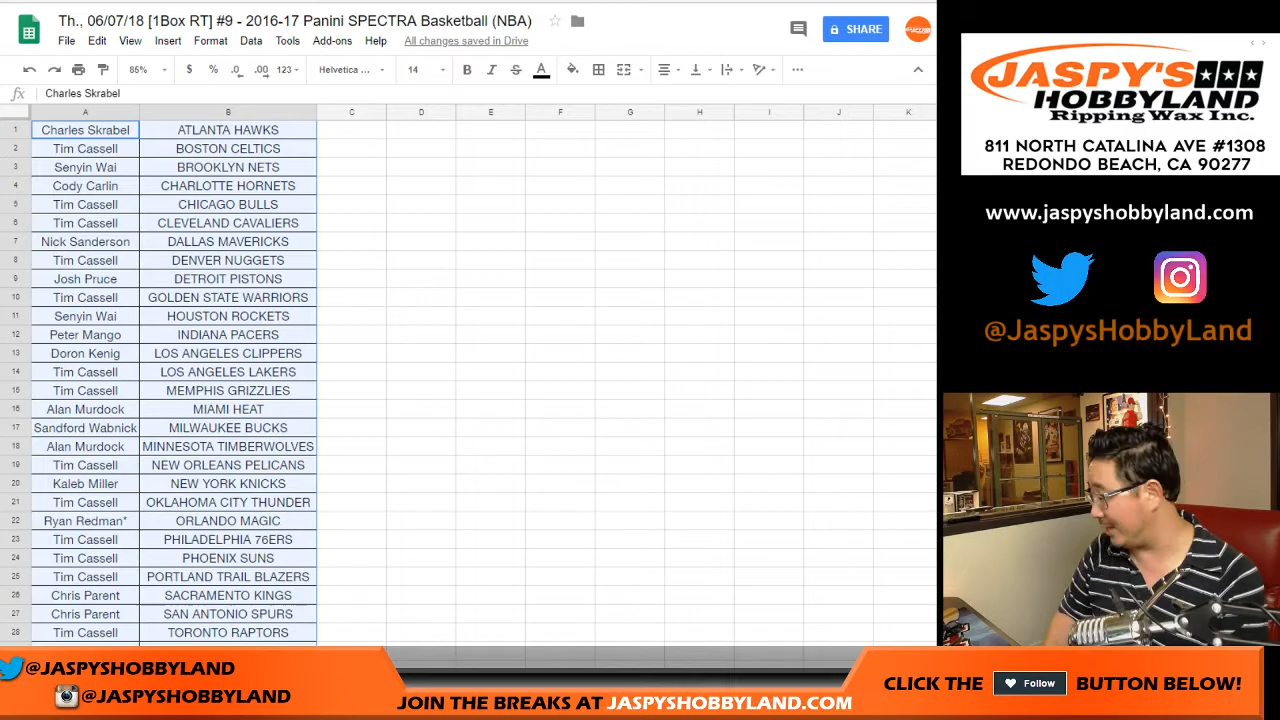 Th., 06/07/18 [1Box RT] #9 - 2016-17 Panini SPECTRA Basketball (NBA)
File Edit View Insert Format Data Tools Add-ons Help All changes saved in Drive
SHARE
85% $ % .0 .00 123 Helvetica ... 14 B I S A
fx Charles Skrabel
A B C D E F G H I J K
1 Charles Skrabel ATLANTA HAWKS
2 Tim Cassell BOSTON CELTICS
3 Senyin Wai BROOKLYN NETS
4 Cody Carlin CHARLOTTE HORNETS
5 Tim Cassell CHICAGO BULLS
6 Tim Cassell CLEVELAND CAVALIERS
7 Nick Sanderson DALLAS MAVERICKS
8 Tim Cassell DENVER NUGGETS
9 Josh Pruce DETROIT PISTONS
10 Tim Cassell GOLDEN STATE WARRIORS
11 Senyin Wai HOUSTON ROCKETS
12 Peter Mango INDIANA PACERS
13 Doron Kenig LOS ANGELES CLIPPERS
14 Tim Cassell LOS ANGELES LAKERS
15 Tim Cassell MEMPHIS GRIZZLIES
16 Alan Murdock MIAMI HEAT
17 Sandford Wabnick MILWAUKEE BUCKS
18 Alan Murdock MINNESOTA TIMBERWOLVES
19 Tim Cassell NEW ORLEANS PELICANS
20 Kaleb Miller NEW YORK KNICKS
21 Tim Cassell OKLAHOMA CITY THUNDER
22 Ryan Redman* ORLANDO MAGIC
23 Tim Cassell PHILADELPHIA 76ERS
24 Tim Cassell PHOENIX SUNS
25 Tim Cassell PORTLAND TRAIL BLAZERS
26 Chris Parent SACRAMENTO KINGS
27 Chris Parent SAN ANTONIO SPURS
28 Tim Cassell TORONTO RAPTORS
JASPY'S
HOBBYLAND
Ripping Wax Inc.
811 NORTH CATALINA AVE #1308
REDONDO BEACH, CA 90277
www.jaspyshobbyland.com
@JaspysHobbyLand
@JASPYSHOBBYLAND
@JASPYSHOBBYLAND
JOIN THE BREAKS AT JASPYSHOBBYLAND.COM
CLICK THE Follow BUTTON BELOW!